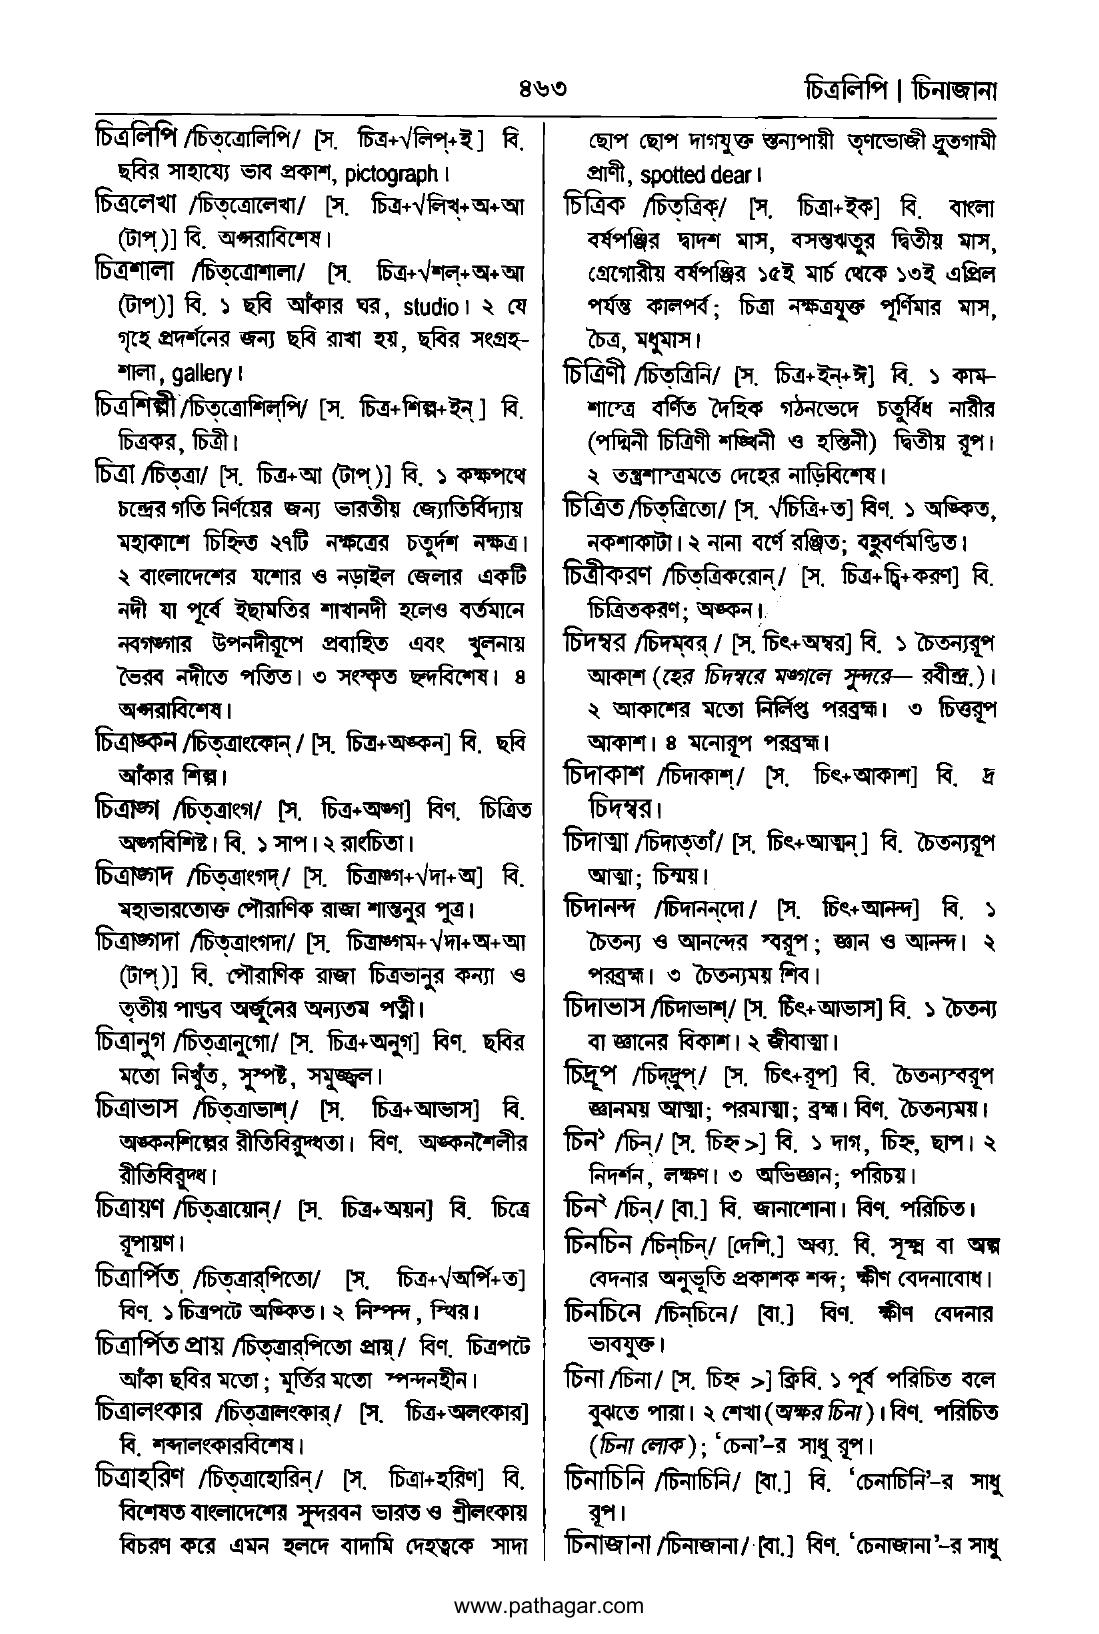 ৪৬৩
চিত্রলিপি | চিনাজানা
চিত্রলিপি /চিত্‌ত্রোলিপি/ [স. চিত্র+√লিপ্‌+ই] বি.
ছবির সাহায্যে ভাব প্রকাশ, pictograph।
চিত্রলেখা /চিত্‌ত্রোলেখা/ [স. চিত্র+√লিখ্‌+অ+আ
(টাপ্‌)] বি. অপ্সরাবিশেষ।
চিত্রশালা /চিত্‌ত্রোশালা/ [স. চিত্র+√শল্‌+অ+আ
(টাপ্‌)] বি. ১ ছবি আঁকার ঘর, studio। ২ যে
গৃহে প্রদর্শনের জন্য ছবি রাখা হয়, ছবির সংগ্রহ-
শালা, gallery।
চিত্রশিল্পী /চিত্‌ত্রোশিল্‌পি/ [স. চিত্র+শিল্প+ইন্‌] বি.
চিত্রকর, চিত্রী।
চিত্রা /চিত্‌ত্রা/ [স. চিত্র+আ (টাপ্‌)] বি. ১ কক্ষপথে
চন্দ্রের গতি নির্ণয়ের জন্য ভারতীয় জ্যোতির্বিদ্যায়
মহাকাশে চিহ্নিত ২৭টি নক্ষত্রের চতুর্দশ নক্ষত্র।
২ বাংলাদেশের যশোর ও নড়াইল জেলার একটি
নদী যা পূর্বে ইছামতির শাখানদী হলেও বর্তমানে
নবগঙ্গার উপনদীরূপে প্রবাহিত এবং খুলনায়
ভৈরব নদীতে পতিত। ৩ সংস্কৃত ছন্দবিশেষ। ৪
অপ্সরাবিশেষ।
চিত্রাঙ্কন /চিত্‌ত্রাংকোন্‌/ [স. চিত্র+অঙ্কন] বি. ছবি
আঁকার শিল্প।
চিত্রাঙ্গ /চিত্‌ত্রাংগ/ [স. চিত্র+অঙ্গ] বিণ. চিত্রিত
অঙ্গবিশিষ্ট। বি. ১ সাপ। ২ রাংচিতা।
চিত্রাঙ্গদ /চিত্‌ত্রাংগদ্‌/ [স. চিত্রাঙ্গ+√দা+অ] বি.
মহাভারতোক্ত পৌরাণিক রাজা শান্তনুর পুত্র।
চিত্রাঙ্গদা /চিত্‌ত্রাংগদা/ [স. চিত্রাঙ্গম+√দা+অ+আ
(টাপ্‌)] বি. পৌরাণিক রাজা চিত্রভানুর কন্যা ও
তৃতীয় পাণ্ডব অর্জুনের অন্যতম পত্নী।
চিত্রানুগ /চিত্‌ত্রানুগো/ [স. চিত্র+অনুগ] বিণ. ছবির
মতো নিখুঁত, সুস্পষ্ট, সমুজ্জ্বল।
চিত্রাভাস /চিত্‌ত্রাভাশ্‌/ [স. চিত্র+আভাস] বি.
অঙ্কনশিল্পের রীতিবিরুদ্ধতা। বিণ. অঙ্কনশৈলীর
রীতিবিরুদ্ধ।
চিত্রায়ণ /চিত্‌ত্রায়োন্‌/ [স. চিত্র+অয়ন] বি. চিত্রে
রূপায়ণ।
চিত্রার্পিত /চিত্‌ত্রার্‌পিতো/ [স. চিত্র+√অর্পি+ত]
বিণ. ১ চিত্রপটে অঙ্কিত। ২ নিস্পন্দ, স্থির।
চিত্রার্পিত প্রায় /চিত্‌ত্রার্‌পিতো প্রায়্‌/ বিণ. চিত্রপটে
আঁকা ছবির মতো; মূর্তির মতো স্পন্দনহীন।
চিত্রালংকার /চিত্‌ত্রালংকার্‌/ [স. চিত্র+অলংকার]
বি. শব্দালংকারবিশেষ।
চিত্রাহরিণ /চিত্‌ত্রাহোরিন্‌/ [স. চিত্রা+হরিণ] বি.
বিশেষত বাংলাদেশের সুন্দরবন ভারত ও শ্রীলংকায়
বিচরণ করে এমন হলদে বাদামি দেহত্বকে সাদা
ছোপ ছোপ দাগযুক্ত স্তন্যপায়ী তৃণভোজী দ্রুতগামী
প্রাণী, spotted dear।
চিত্রিক /চিত্‌ত্রিক্‌/ [স. চিত্রা+ইক] বি. বাংলা
বর্ষপঞ্জির দ্বাদশ মাস, বসন্তঋতুর দ্বিতীয় মাস,
গ্রেগোরীয় বর্ষপঞ্জির ১৫ই মার্চ থেকে ১৩ই এপ্রিল
পর্যন্ত কালপর্ব; চিত্রা নক্ষত্রযুক্ত পূর্ণিমার মাস,
চৈত্র, মধুমাস।
চিত্রিণী /চিত্‌ত্রিনি/ [স. চিত্র+ইন্‌+ঈ] বি. ১ কাম-
শাস্ত্রে বর্ণিত দৈহিক গঠনভেদে চতুর্বিধ নারীর
(পদ্মিনী চিত্রিণী শঙ্খিনী ও হস্তিনী) দ্বিতীয় রূপ।
২ তন্ত্রশাস্ত্রমতে দেহের নাড়িবিশেষ।
চিত্রিত /চিত্‌ত্রিতো/ [স. √চিত্রি+ত] বিণ. ১ অঙ্কিত,
নকশাকাটা। ২ নানা বর্ণে রঞ্জিত; বহুবর্ণমণ্ডিত।
চিত্রীকরণ /চিত্‌ত্রিকরোন্‌/ [স. চিত্র+চ্বি+করণ] বি.
চিত্রিতকরণ; অঙ্কন।
চিদম্বর /চিদম্‌বর্‌/ [স. চিৎ+অম্বর] বি. ১ চৈতন্যরূপ
আকাশ (হের চিদম্বরে মঙ্গলে সুন্দরে— রবীন্দ্র.)।
২ আকাশের মতো নির্লিপ্ত পরব্রহ্ম। ৩ চিত্তরূপ
আকাশ। ৪ মনোরূপ পরব্রহ্ম।
চিদাকাশ /চিদাকাশ্‌/ [স. চিৎ+আকাশ] বি. দ্র
চিদম্বর।
চিদাত্মা /চিদাত্‌তাঁ/ [স. চিৎ+আত্মন্‌] বি. চৈতন্যরূপ
আত্মা; চিন্ময়।
চিদানন্দ /চিদানন্‌দো/ [স. চিৎ+আনন্দ] বি. ১
চৈতন্য ও আনন্দের স্বরূপ; জ্ঞান ও আনন্দ। ২
পরব্রহ্ম। ৩ চৈতন্যময় শিব।
চিদাভাস /চিদাভাশ্‌/ [স. চিৎ+আভাস] বি. ১ চৈতন্য
বা জ্ঞানের বিকাশ। ২ জীবাত্মা।
চিদ্রূপ /চিদ্‌দ্রুপ্‌/ [স. চিৎ+রূপ] বি. চৈতন্যস্বরূপ
জ্ঞানময় আত্মা; পরমাত্মা; ব্রহ্ম। বিণ. চৈতন্যময়।
চিন১ /চিন্‌/ [স. চিহ্ন >] বি. ১ দাগ, চিহ্ন, ছাপ। ২
নিদর্শন, লক্ষণ। ৩ অভিজ্ঞান; পরিচয়।
চিন২ /চিন্‌/ [বা.] বি. জানাশোনা। বিণ. পরিচিত।
চিনচিন /চিন্‌চিন্‌/ [দেশি.] অব্য. বি. সূক্ষ্ম বা অল্প
বেদনার অনুভূতি প্রকাশক শব্দ; ক্ষীণ বেদনাবোধ।
চিনচিনে /চিন্‌চিনে/ [বা.] বিণ. ক্ষীণ বেদনার
ভাবযুক্ত।
চিনা /চিনা/ [স. চিহ্ন >] ক্রিবি. ১ পূর্ব পরিচিত বলে
বুঝতে পারা। ২ শেখা (অক্ষর চিনা)। বিণ. পরিচিত
(চিনা লোক); ‘চেনা’-র সাধু রূপ।
চিনাচিনি /চিনাচিনি/ [বা.] বি. ‘চেনাচিনি’-র সাধু
রূপ।
চিনাজানা /চিনাজানা/ [বা.] বিণ. ‘চেনাজানা’-র সাধু
www.pathagar.com